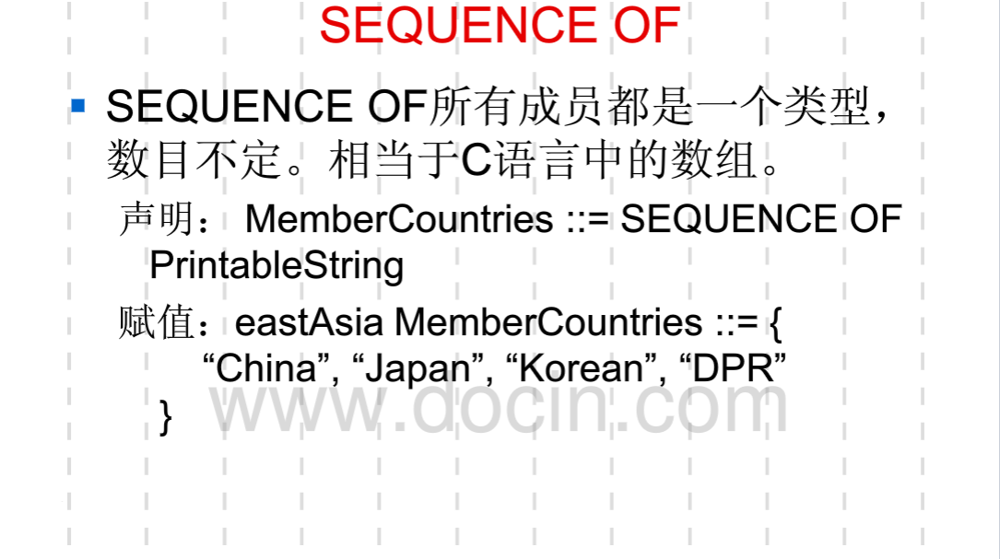 SEQUENCE OF
SEQUENCE OF所有成员都是一个类型，
数目不定。相当于C语言中的数组。
声明： MemberCountries ::= SEQUENCE OF
PrintableString
赋值：eastAsia MemberCountries ::= {
“China”, “Japan”, “Korean”, “DPR”
}
www.docin.com